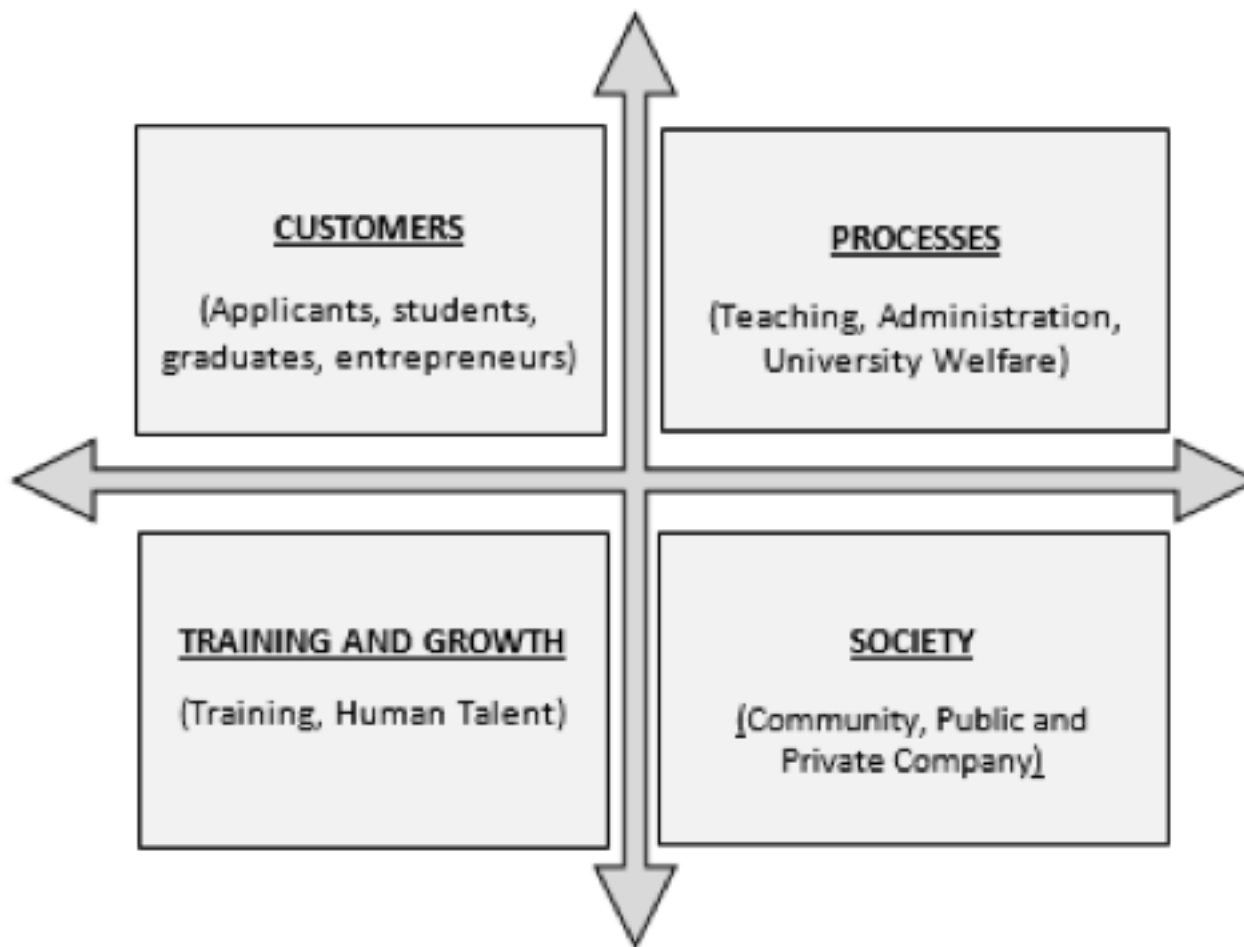 CUSTOMERS
(Applicants, students,
graduates, entrepreneurs)
PROCESSES
(Teaching, Administration,
University Welfare)
TRAINING AND GROWTH
(Training, Human Talent)
SOCIETY
(Community, Public and
Private Company)